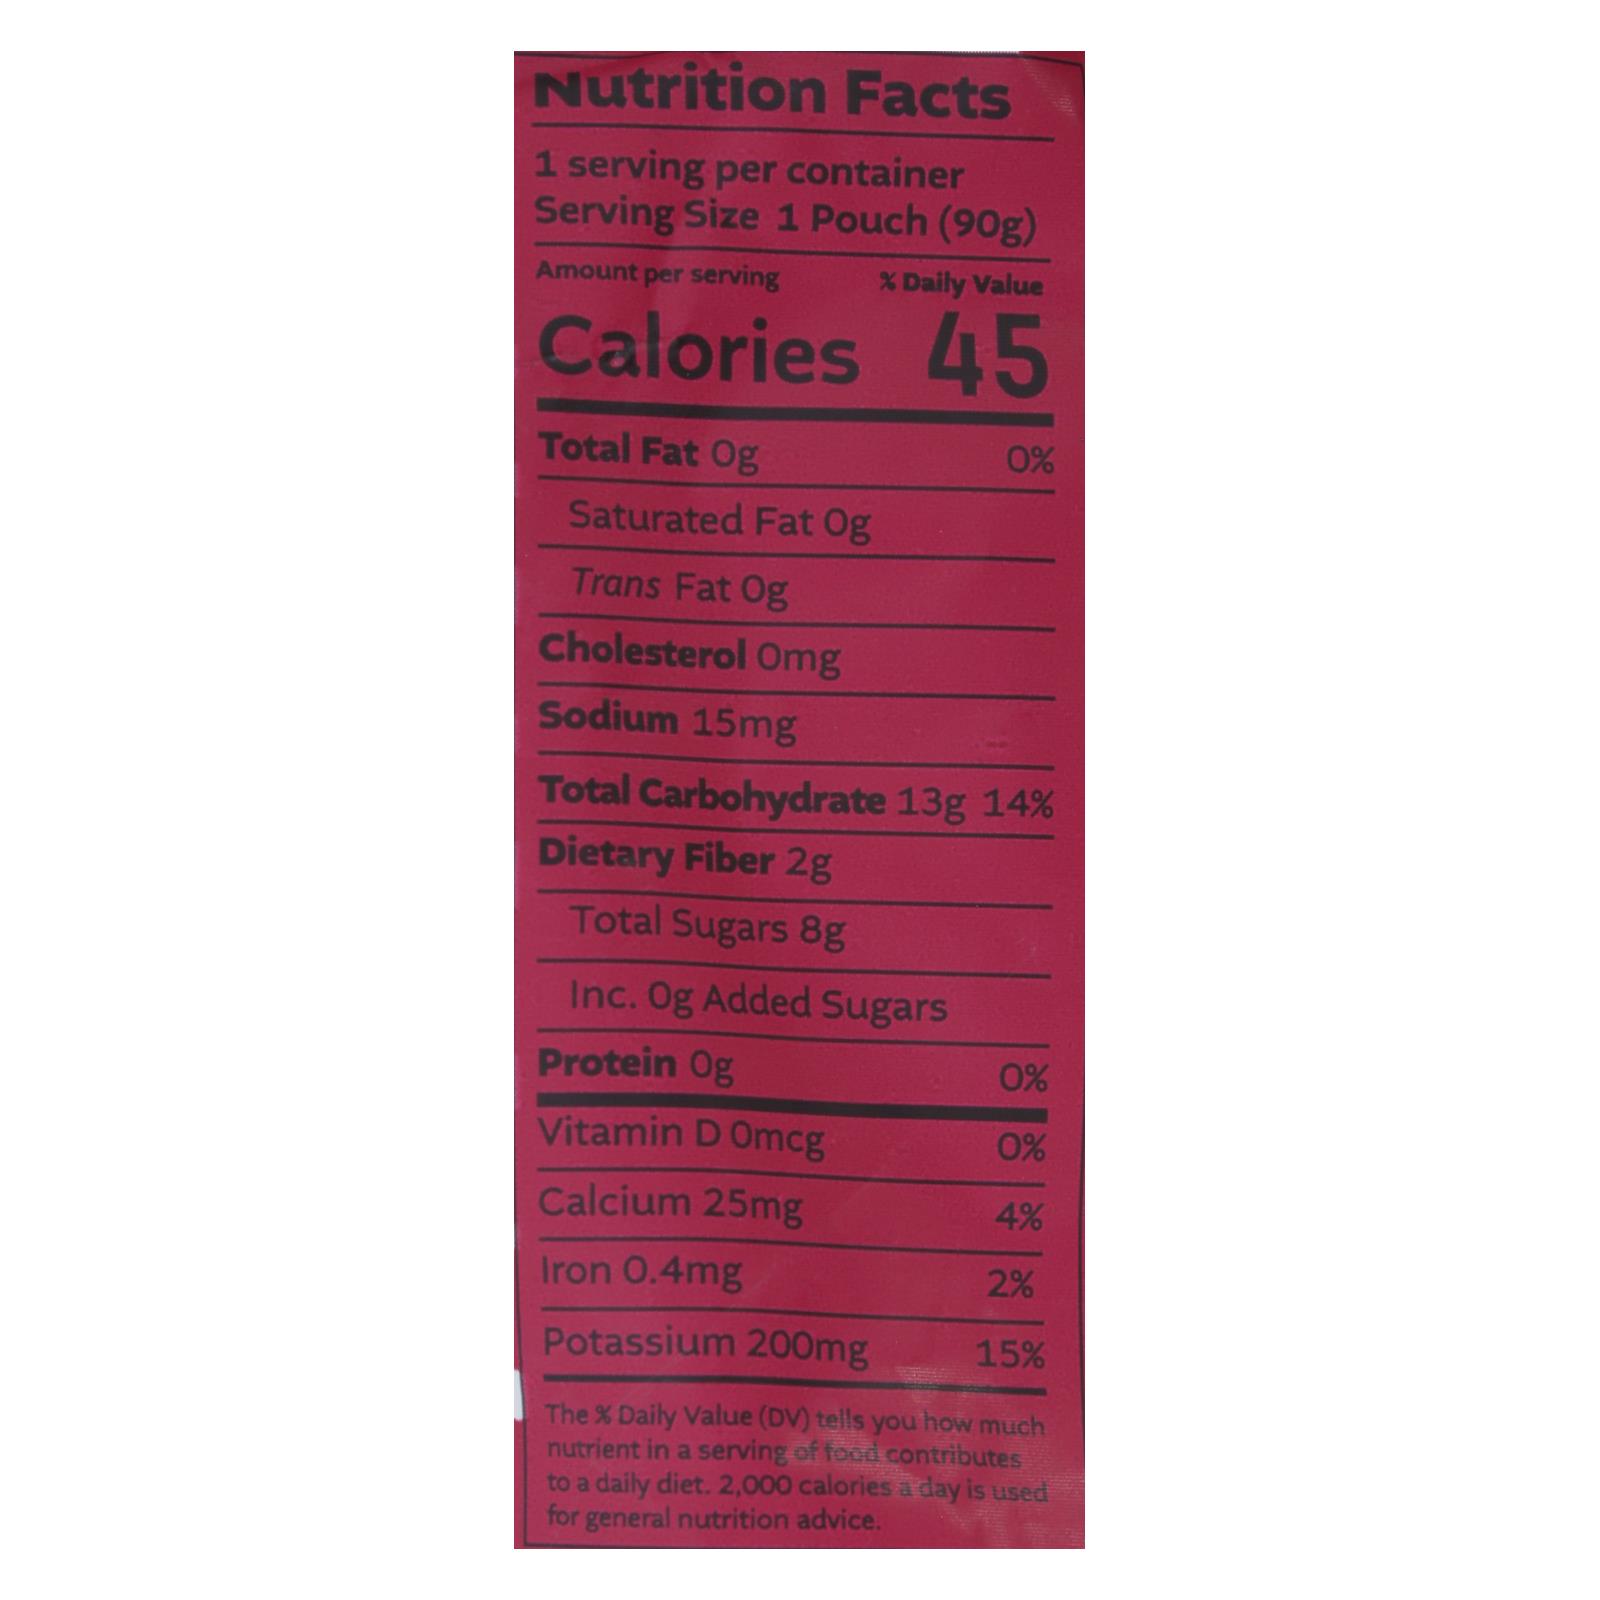 Nutrition Facts
1 serving per container
Serving Size 1 Pouch (90g)
Amount per serving % Daily Value
Calories 45
Total Fat 0g 0%
Saturated Fat 0g
Trans Fat 0g
Cholesterol 0mg
Sodium 15mg
Total Carbohydrate 13g 14%
Dietary Fiber 2g
Total Sugars 8g
Inc. 0g Added Sugars
Protein 0g 0%
Vitamin D 0mcg 0%
Calcium 25mg 4%
Iron 0.4mg 2%
Potassium 200mg 15%
The % Daily Value (DV) tells you how much
nutrient in a serving of food contributes
to a daily diet. 2,000 calories a day is used
for general nutrition advice.